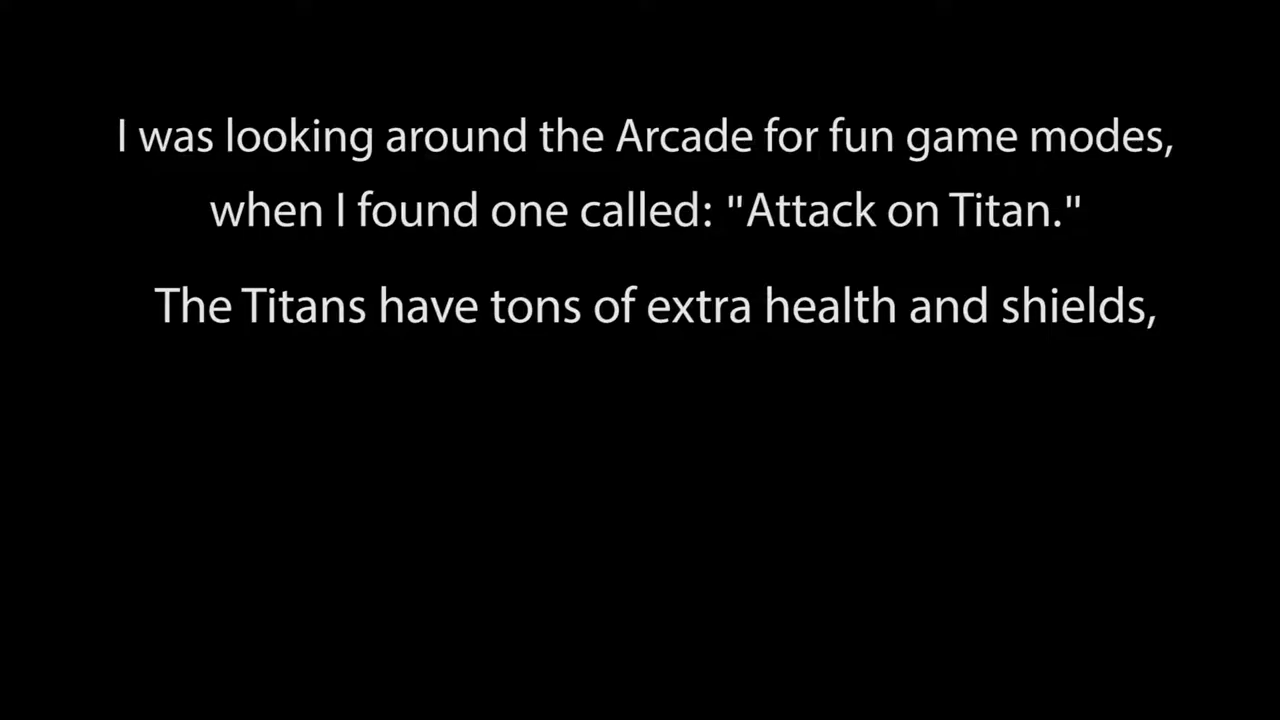 I was looking around the Arcade for fun game modes,
when I found one called: "Attack on Titan."
The Titans have tons of extra health and shields,